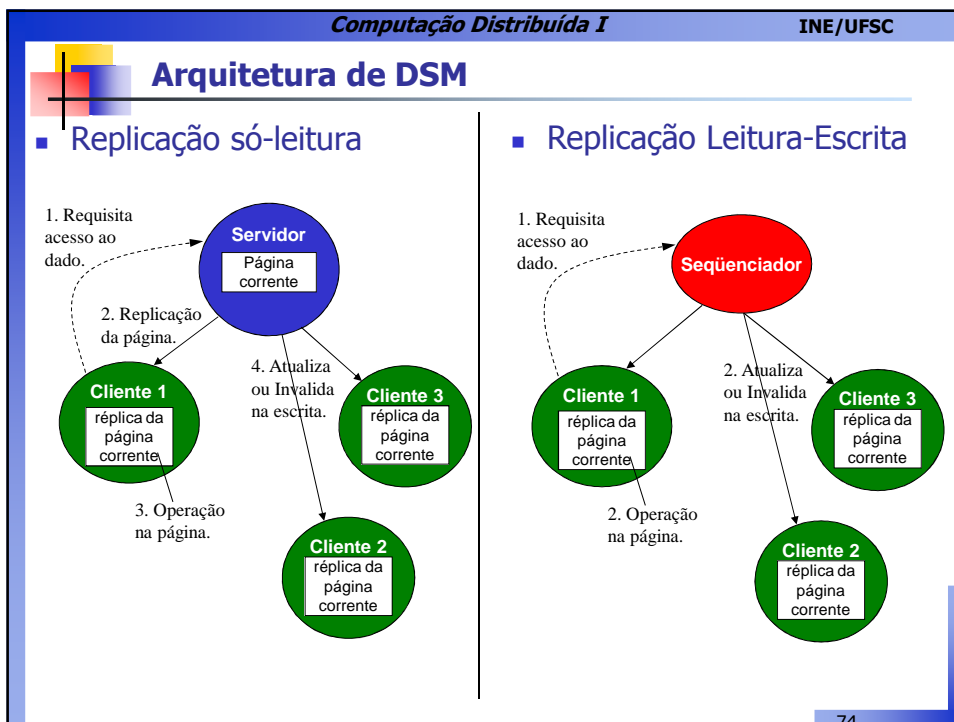 Computação Distribuída I
INE/UFSC
Arquitetura de DSM
Replicação só-leitura
1. Requisita
acesso ao
dado.
Servidor
Página
corrente
2. Replicação
da página.
4. Atualiza
ou Invalida
na escrita.
Cliente 1
réplica da
página
corrente
Cliente 3
réplica da
página
corrente
3. Operação
na página.
Cliente 2
réplica da
página
corrente
Replicação Leitura-Escrita
1. Requisita
acesso ao
dado.
Seqüenciador
2. Atualiza
ou Invalida
na escrita.
Cliente 1
réplica da
página
corrente
Cliente 3
réplica da
página
corrente
2. Operação
na página.
Cliente 2
réplica da
página
corrente
74